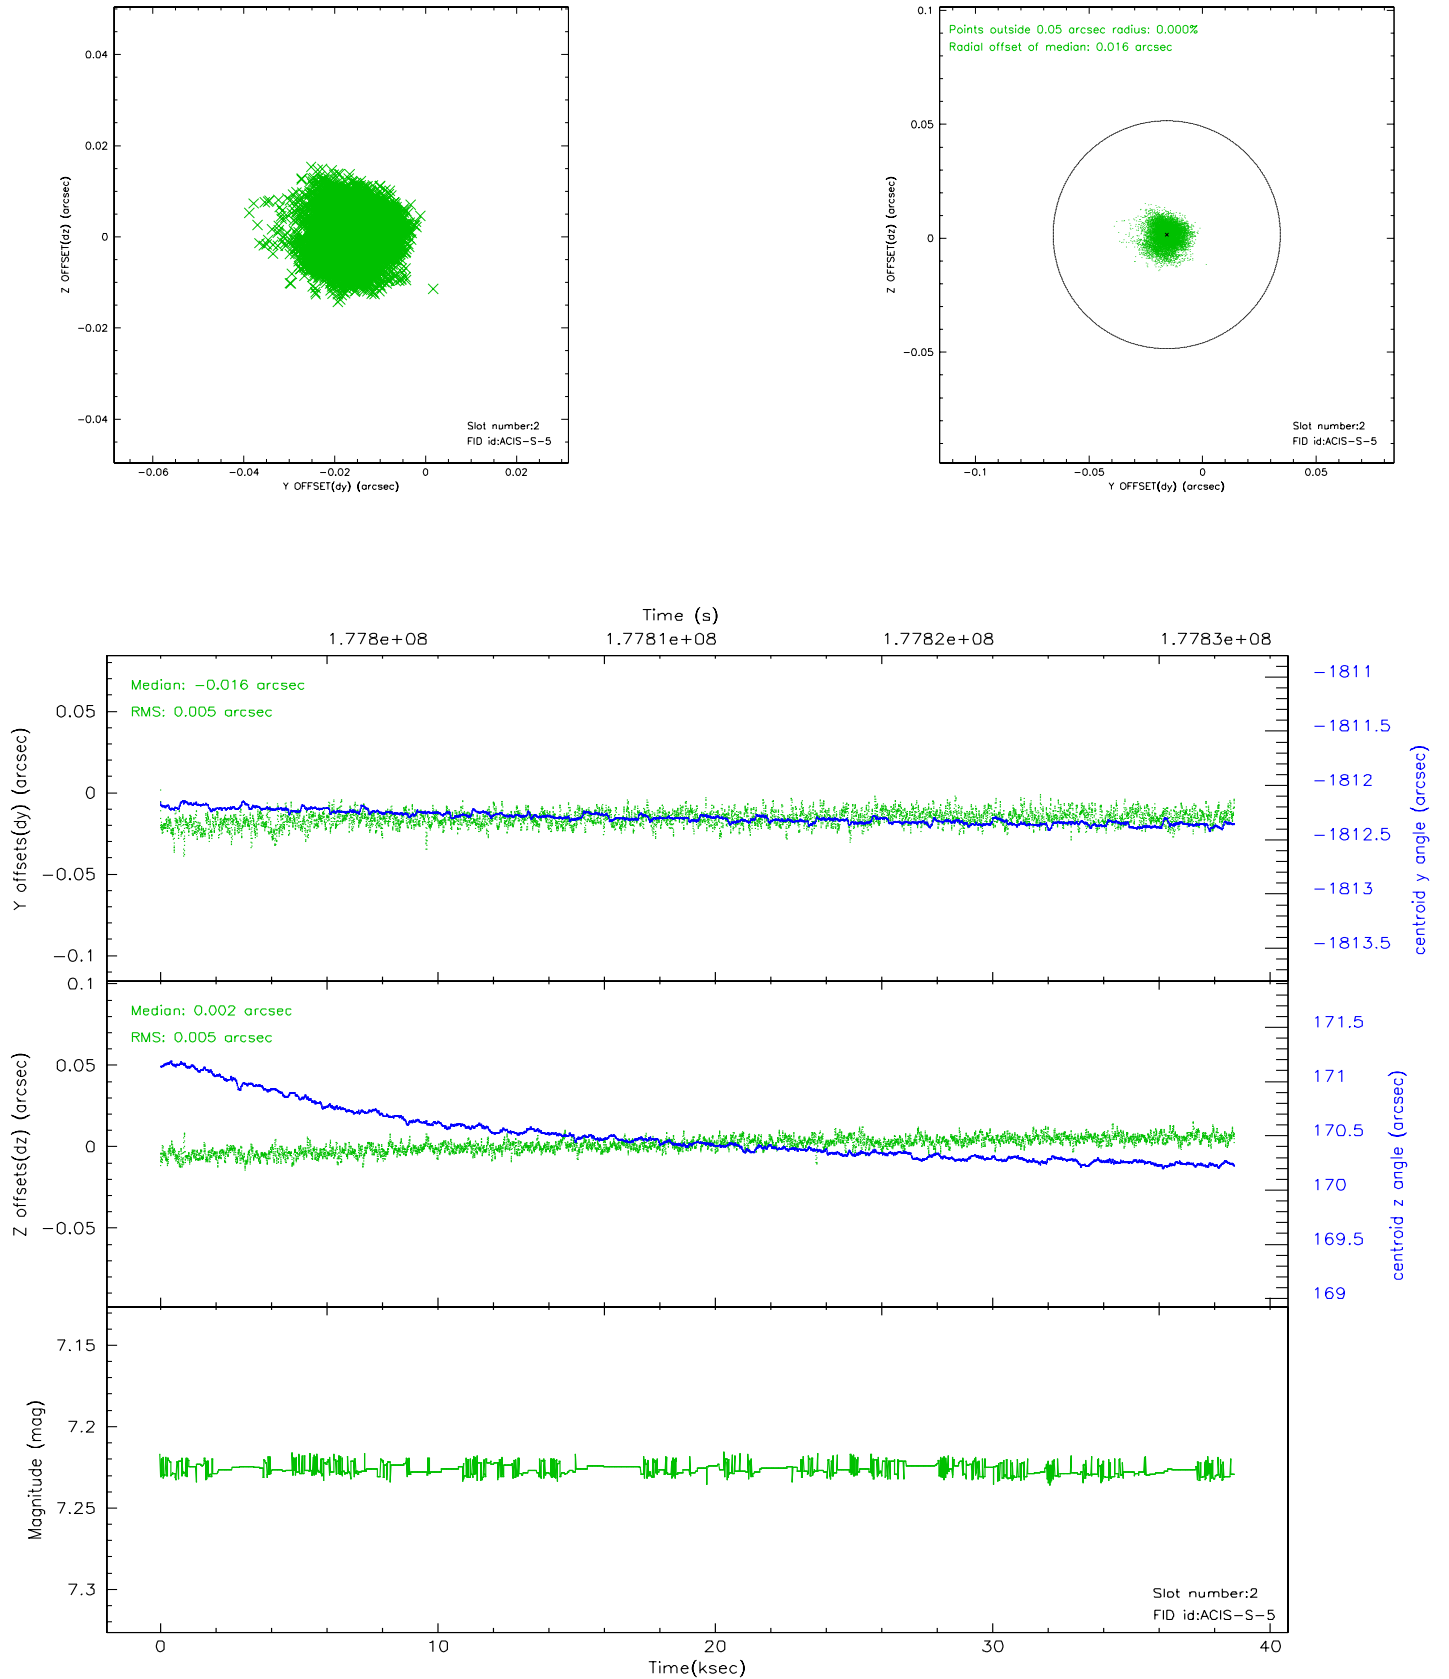 0.04
0.02
0
−0.02
−0.04
Z OFFSET(dz) (arcsec)
Slot number:2
FID id:ACIS−S−5
−0.06
−0.04
−0.02
0
0.02
Y OFFSET(dy) (arcsec)
0.1
0.05
0
−0.05
Z OFFSET(dz) (arcsec)
Points outside 0.05 arcsec radius: 0.000%
Radial offset of median: 0.016 arcsec
Slot number:2
FID id:ACIS−S−5
−0.1
−0.05
0
0.05
Y OFFSET(dy) (arcsec)
Time (s)
1.778e+08
1.7781e+08
1.7782e+08
1.7783e+08
Median: −0.016 arcsec
RMS: 0.005 arcsec
0.05
0
−0.05
−0.1
Y offsets(dy) (arcsec)
−1811
−1811.5
−1812
−1812.5
−1813
−1813.5
centroid y angle (arcsec)
Median: 0.002 arcsec
RMS: 0.005 arcsec
0.1
0.05
0
−0.05
Z offsets(dz) (arcsec)
171.5
171
170.5
170
169.5
169
centroid z angle (arcsec)
7.15
7.2
7.25
7.3
Magnitude (mag)
Slot number:2
FID id:ACIS−S−5
0
10
20
30
40
Time(ksec)